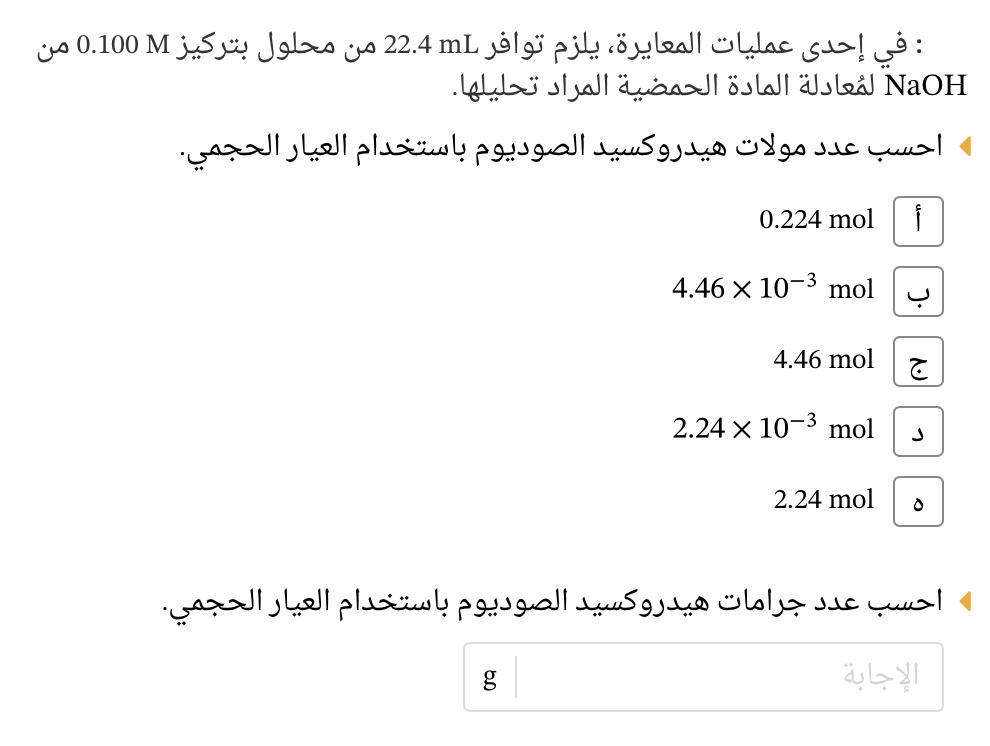 : في إحدى عمليات المعايرة، يلزم توافر 22.4 mL من محلول بتركيز 0.100 M من
NaOH لمُعادلة المادة الحمضية المراد تحليلها.
احسب عدد مولات هيدروكسيد الصوديوم باستخدام العيار الحجمي.
أ 0.224 mol
ب 4.46 × 10⁻³ mol
ج 4.46 mol
د 2.24 × 10⁻³ mol
ه 2.24 mol
احسب عدد جرامات هيدروكسيد الصوديوم باستخدام العيار الحجمي.
الإجابة g